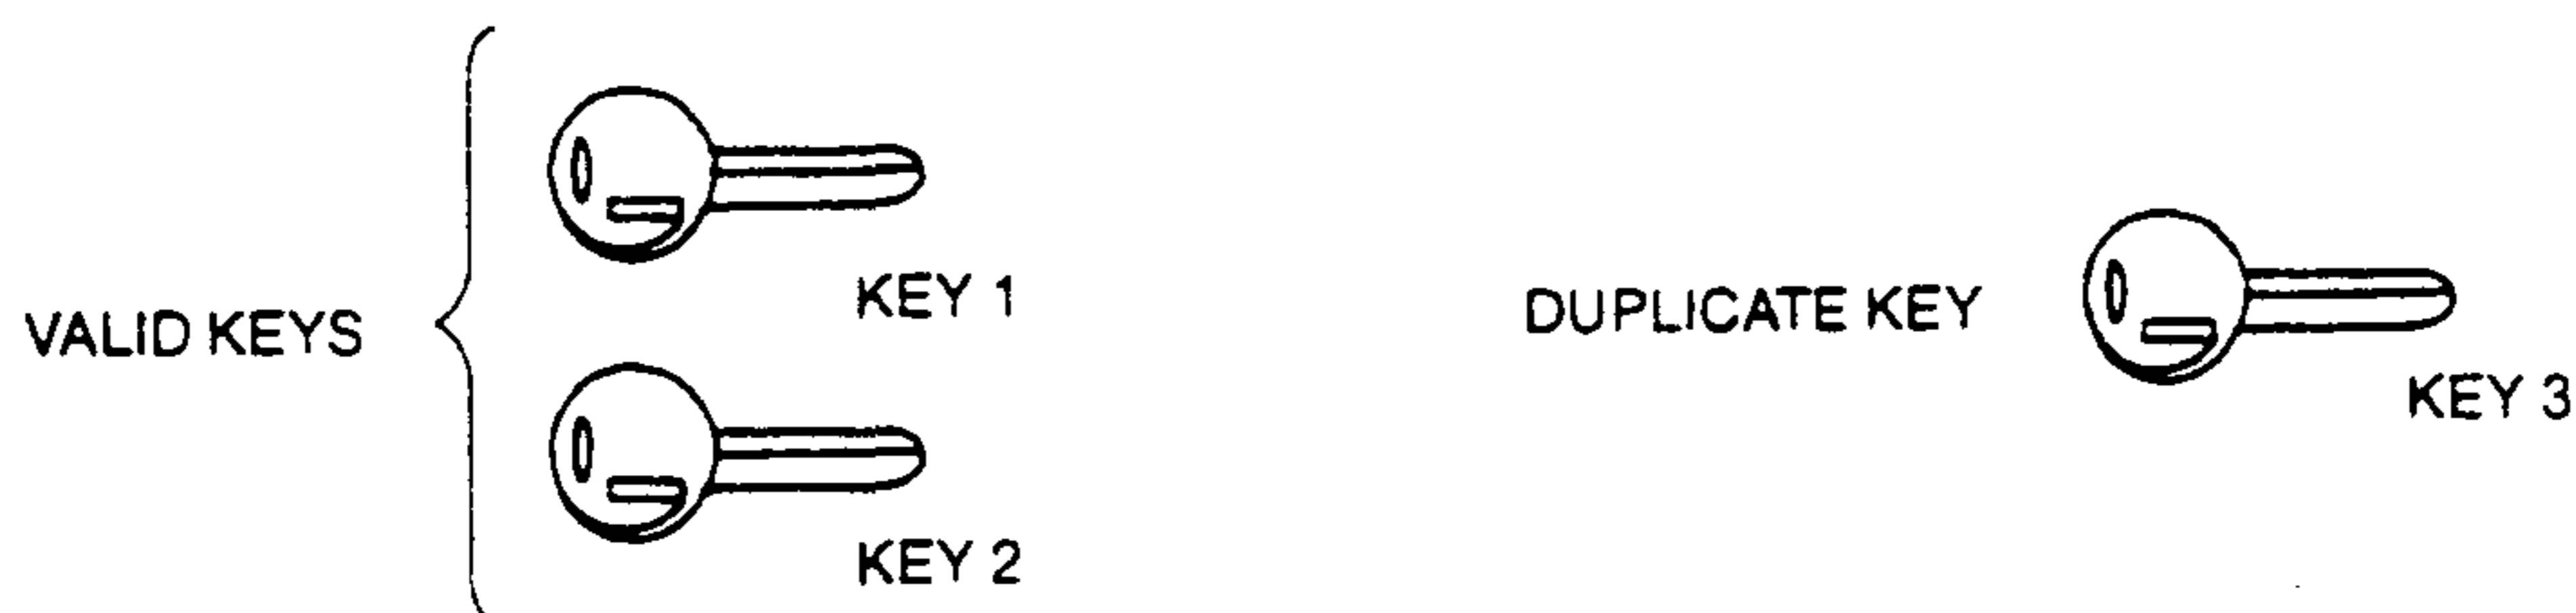 VALID KEYS
KEY 1
KEY 2
DUPLICATE KEY
KEY 3